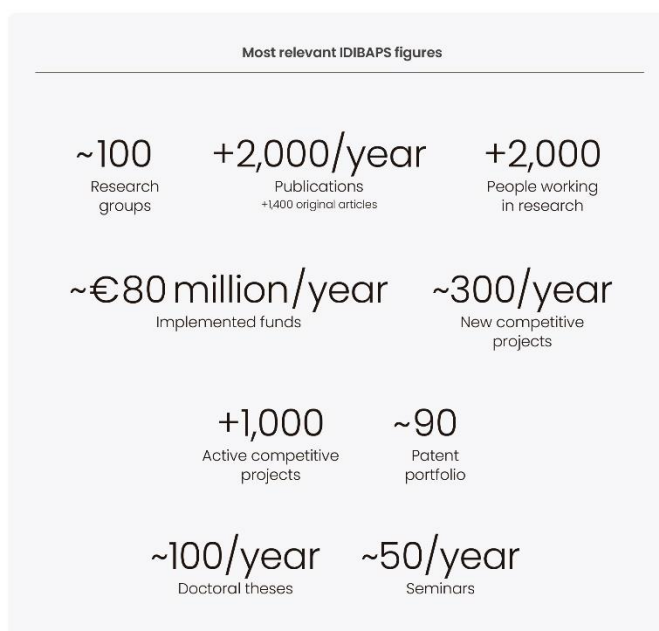 Most relevant IDIBAPS figures
~100
Research
groups
+2,000/year
Publications
+1,400 original articles
+2,000
People working
in research
~€80 million/year
Implemented funds
~300/year
New competitive
projects
+1,000
Active competitive
projects
~90
Patent
portfolio
~100/year
Doctoral theses
~50/year
Seminars